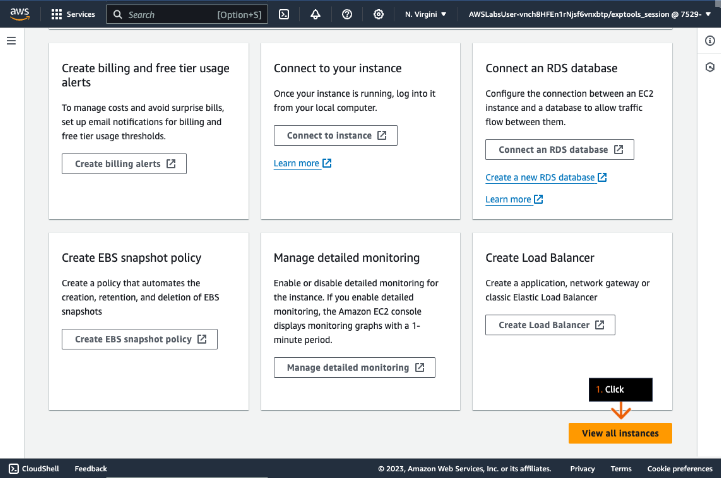 aws
Services
Search
[Option+S]
N. Virgini
AWSLabsUser-vnch8HFEn1rNjsf6vnxbtp/exptools_session @ 7529-
Create billing and free tier usage
alerts
To manage costs and avoid surprise bills,
set up email notifications for billing and
free tier usage thresholds.
Create billing alerts
Connect to your instance
Once your instance is running, log into it
from your local computer.
Connect to instance
Learn more
Connect an RDS database
Configure the connection between an EC2
instance and a database to allow traffic
flow between them.
Connect an RDS database
Create a new RDS database
Learn more
Create EBS snapshot policy
Create a policy that automates the
creation, retention, and deletion of EBS
snapshots
Create EBS snapshot policy
Manage detailed monitoring
Enable or disable detailed monitoring for
the instance. If you enable detailed
monitoring, the Amazon EC2 console
displays monitoring graphs with a 1-
minute period.
Manage detailed monitoring
Create Load Balancer
Create a application, network gateway or
classic Elastic Load Balancer
Create Load Balancer
1. Click
View all instances
CloudShell
Feedback
© 2023, Amazon Web Services, Inc. or its affiliates.
Privacy
Terms
Cookie preferences